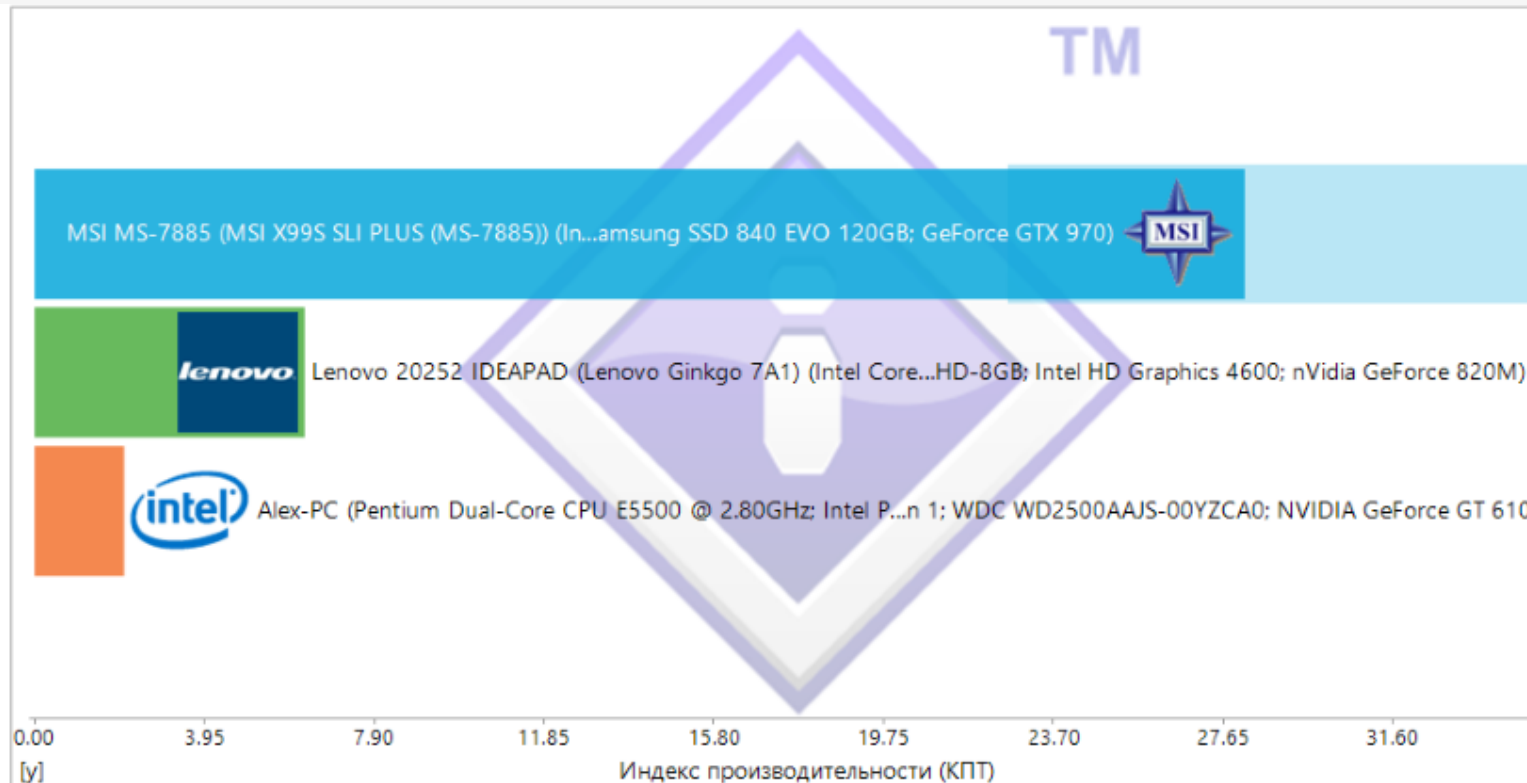 TM
MSI MS-7885 (MSI X99S SLI PLUS (MS-7885)) (In...amsung SSD 840 EVO 120GB; GeForce GTX 970) MSI
lenovo Lenovo 20252 IDEAPAD (Lenovo Ginkgo 7A1) (Intel Core...HD-8GB; Intel HD Graphics 4600; nVidia GeForce 820M)
intel Alex-PC (Pentium Dual-Core CPU E5500 @ 2.80GHz; Intel P...n 1; WDC WD2500AAJS-00YZCA0; NVIDIA GeForce GT 610
0.00 3.95 7.90 11.85 15.80 19.75 23.70 27.65 31.60
[y] Индекс производительности (КПТ)